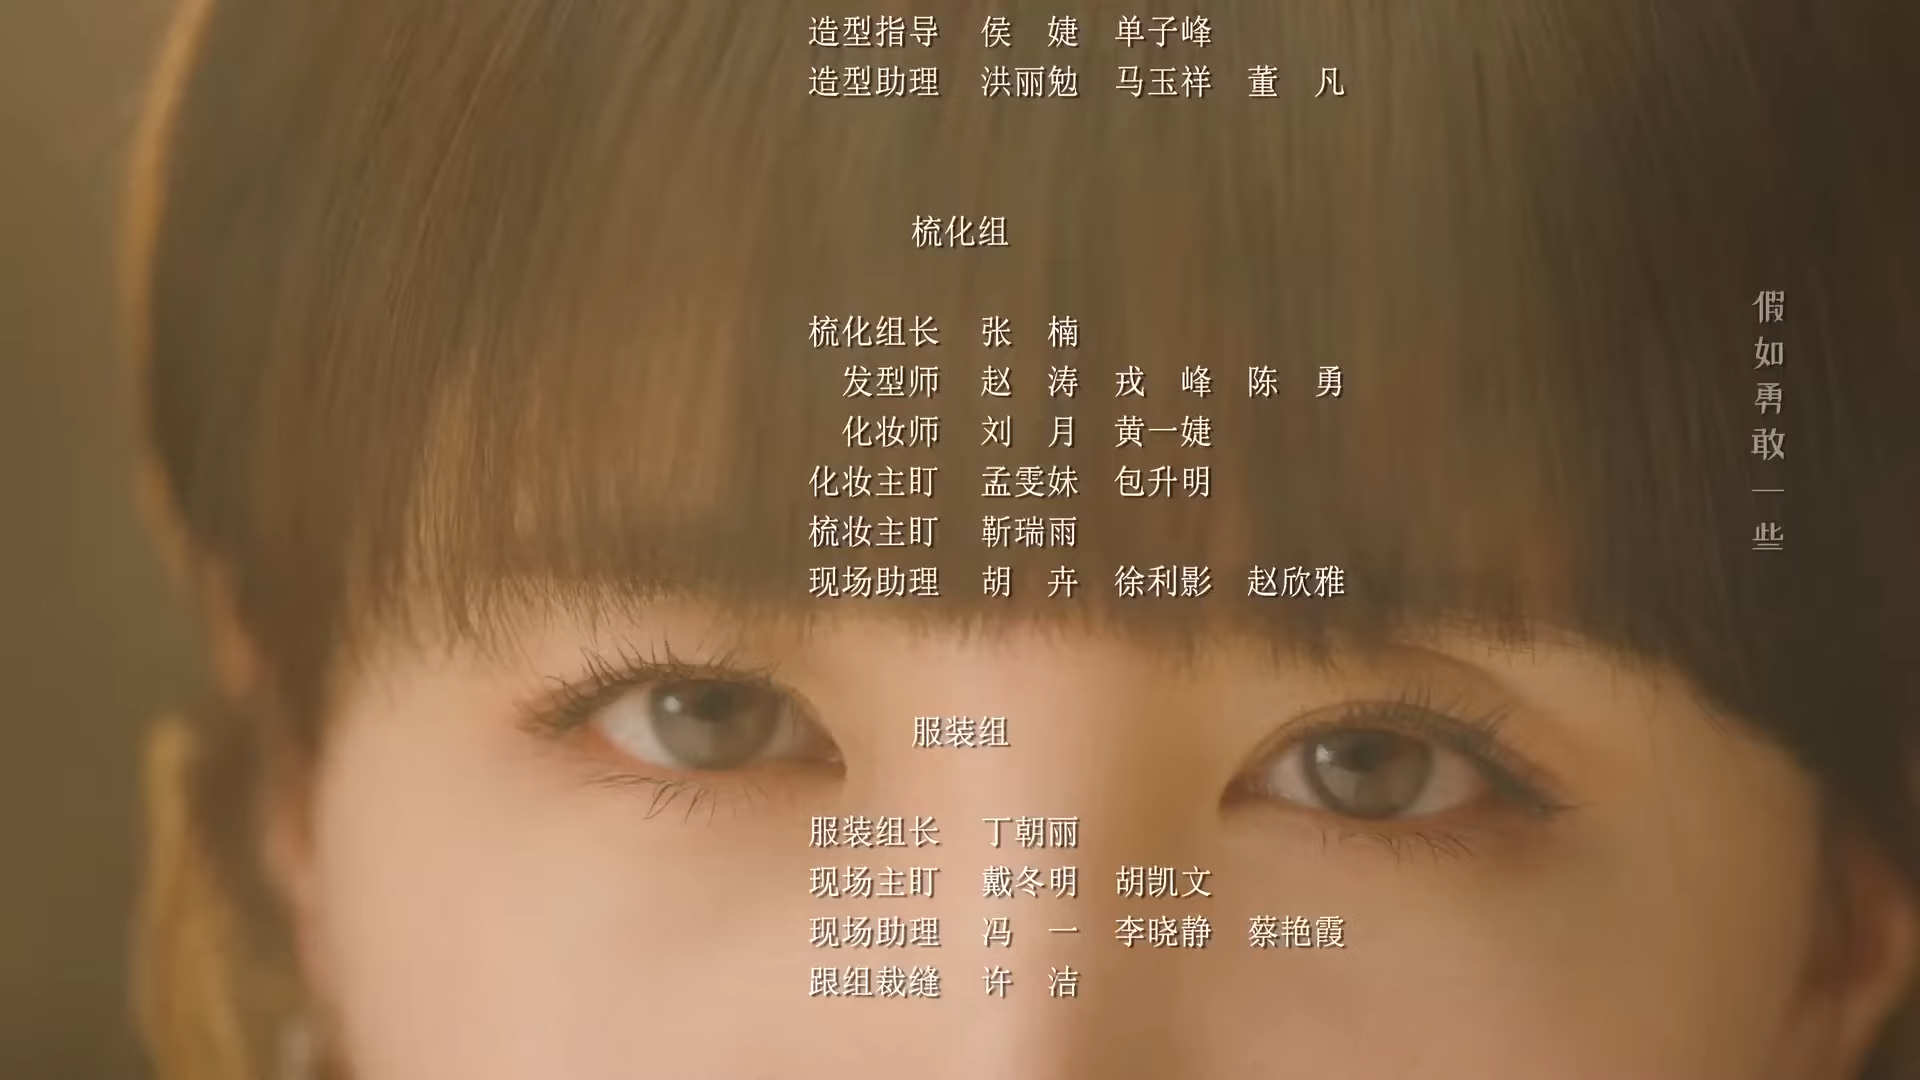 造型指导 侯 婕 单子峰
造型助理 洪丽勉 马玉祥 董 凡
梳化组
梳化组长 张 楠
发型师 赵 涛 戎 峰 陈 勇
化妆师 刘 月 黄一婕
化妆主盯 孟雯妹 包升明
梳妆主盯 靳瑞雨
现场助理 胡 卉 徐利影 赵欣雅
服装组
服装组长 丁朝丽
现场主盯 戴冬明 胡凯文
现场助理 冯 一 李晓静 蔡艳霞
跟组裁缝 许 洁
假如勇敢一些